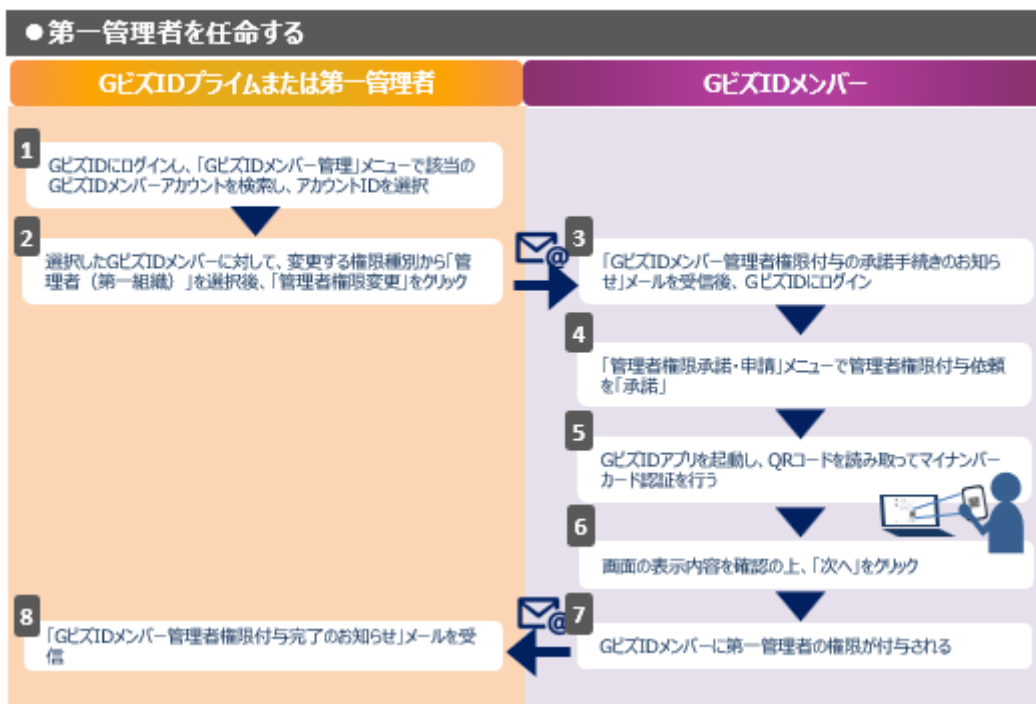 ●第一管理者を任命する
GビズIDプライムまたは第一管理者
GビズIDメンバー
1
GビズIDにログインし、「GビズIDメンバー管理」メニューで該当の
GビズIDメンバーアカウントを検索し、アカウントIDを選択
2
選択したGビズIDメンバーに対して、変更する権限種別から「管
理者（第一組織）」を選択後、「管理者権限変更」をクリック
3
「GビズIDメンバー管理者権限付与の承諾手続きのお知ら
せ」メールを受信後、GビズIDにログイン
4
「管理者権限承諾・申請」メニューで管理者権限付与依頼
を「承諾」
5
GビズIDアプリを起動し、QRコードを読み取ってマイナンバー
カード認証を行う
6
画面の表示内容を確認の上、「次へ」をクリック
7
GビズIDメンバーに第一管理者の権限が付与される
8
「GビズIDメンバー管理者権限付与完了のお知らせ」メールを受
信